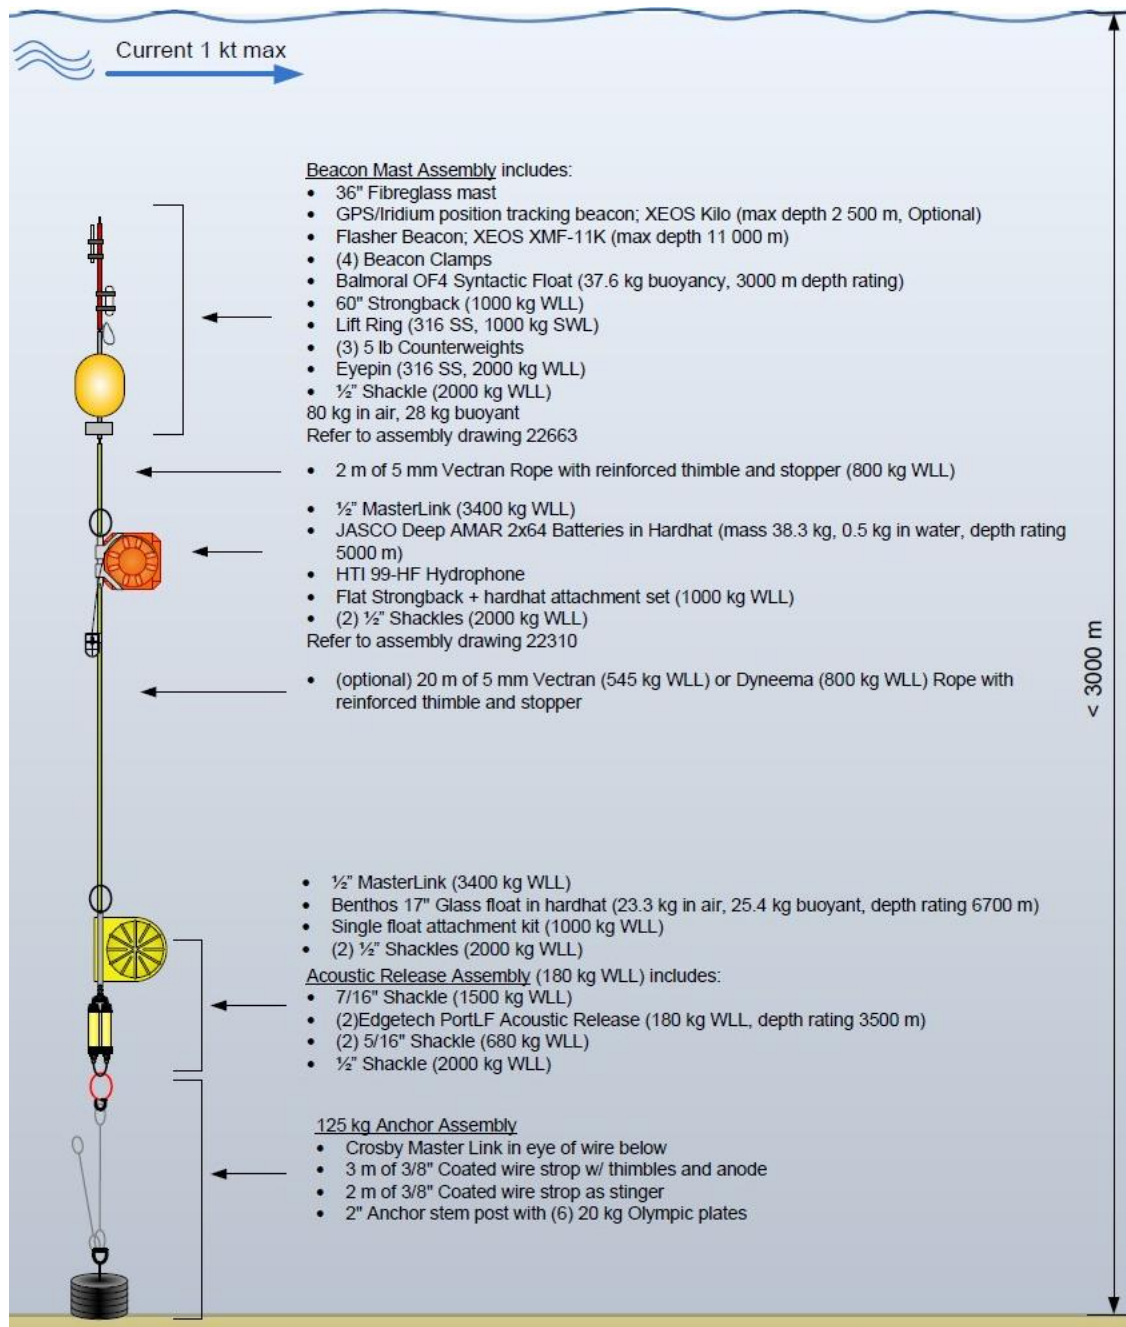 Current 1 kt max
Beacon Mast Assembly includes:
• 36" Fibreglass mast
• GPS/Iridium position tracking beacon; XEOS Kilo (max depth 2 500 m, Optional)
• Flasher Beacon; XEOS XMF-11K (max depth 11 000 m)
• (4) Beacon Clamps
• Balmoral OF4 Syntactic Float (37.6 kg buoyancy, 3000 m depth rating)
• 60" Strongback (1000 kg WLL)
• Lift Ring (316 SS, 1000 kg SWL)
• (3) 5 lb Counterweights
• Eyepin (316 SS, 2000 kg WLL)
• ½" Shackle (2000 kg WLL)
80 kg in air, 28 kg buoyant
Refer to assembly drawing 22663
• 2 m of 5 mm Vectran Rope with reinforced thimble and stopper (800 kg WLL)
• ½" MasterLink (3400 kg WLL)
• JASCO Deep AMAR 2x64 Batteries in Hardhat (mass 38.3 kg, 0.5 kg in water, depth rating
5000 m)
• HTI 99-HF Hydrophone
• Flat Strongback + hardhat attachment set (1000 kg WLL)
• (2) ½" Shackles (2000 kg WLL)
Refer to assembly drawing 22310
• (optional) 20 m of 5 mm Vectran (545 kg WLL) or Dyneema (800 kg WLL) Rope with
reinforced thimble and stopper
< 3000 m
• ½" MasterLink (3400 kg WLL)
• Benthos 17" Glass float in hardhat (23.3 kg in air, 25.4 kg buoyant, depth rating 6700 m)
• Single float attachment kit (1000 kg WLL)
• (2) ½" Shackles (2000 kg WLL)
Acoustic Release Assembly (180 kg WLL) includes:
• 7/16" Shackle (1500 kg WLL)
• (2)Edgetech PortLF Acoustic Release (180 kg WLL, depth rating 3500 m)
• (2) 5/16" Shackle (680 kg WLL)
• ½" Shackle (2000 kg WLL)
125 kg Anchor Assembly
• Crosby Master Link in eye of wire below
• 3 m of 3/8" Coated wire strop w/ thimbles and anode
• 2 m of 3/8" Coated wire strop as stinger
• 2" Anchor stem post with (6) 20 kg Olympic plates